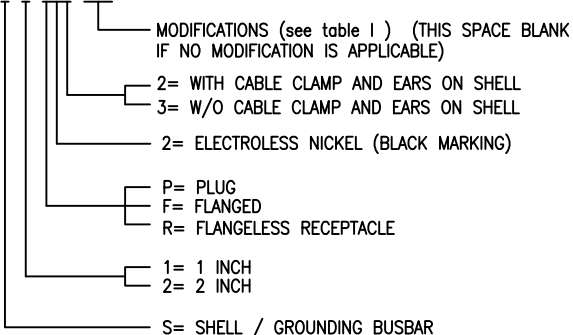 MODIFICATIONS (see table I ) (THIS SPACE BLANK
IF NO MODIFICATION IS APPLICABLE)
2= WITH CABLE CLAMP AND EARS ON SHELL
3= W/O CABLE CLAMP AND EARS ON SHELL
2= ELECTROLESS NICKEL (BLACK MARKING)
P= PLUG
F= FLANGED
R= FLANGELESS RECEPTACLE
1= 1 INCH
2= 2 INCH
S= SHELL / GROUNDING BUSBAR